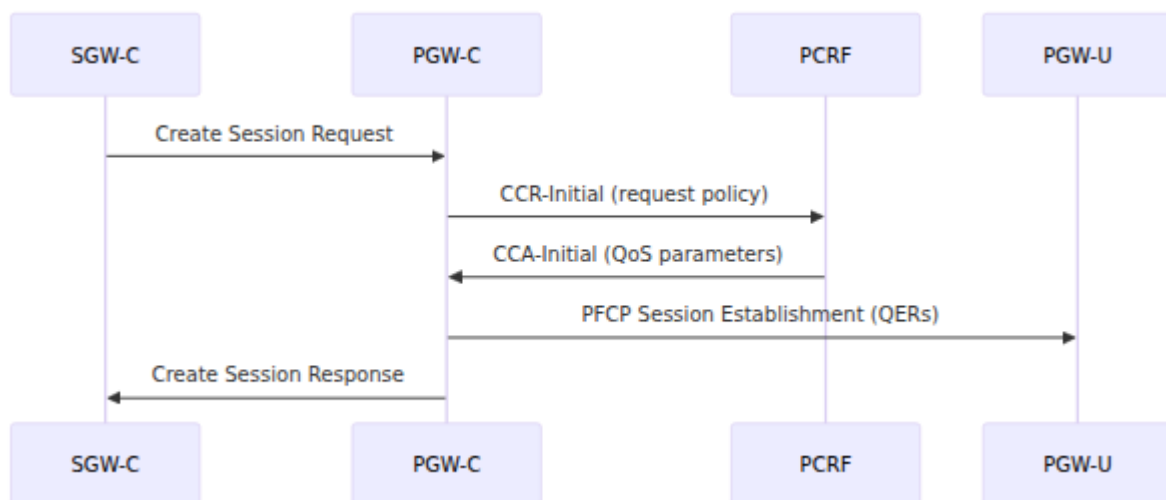 SGW-C
PGW-C
PCRF
PGW-U
Create Session Request
CCR-Initial (request policy)
CCA-Initial (QoS parameters)
PFCP Session Establishment (QERs)
Create Session Response
SGW-C
PGW-C
PCRF
PGW-U